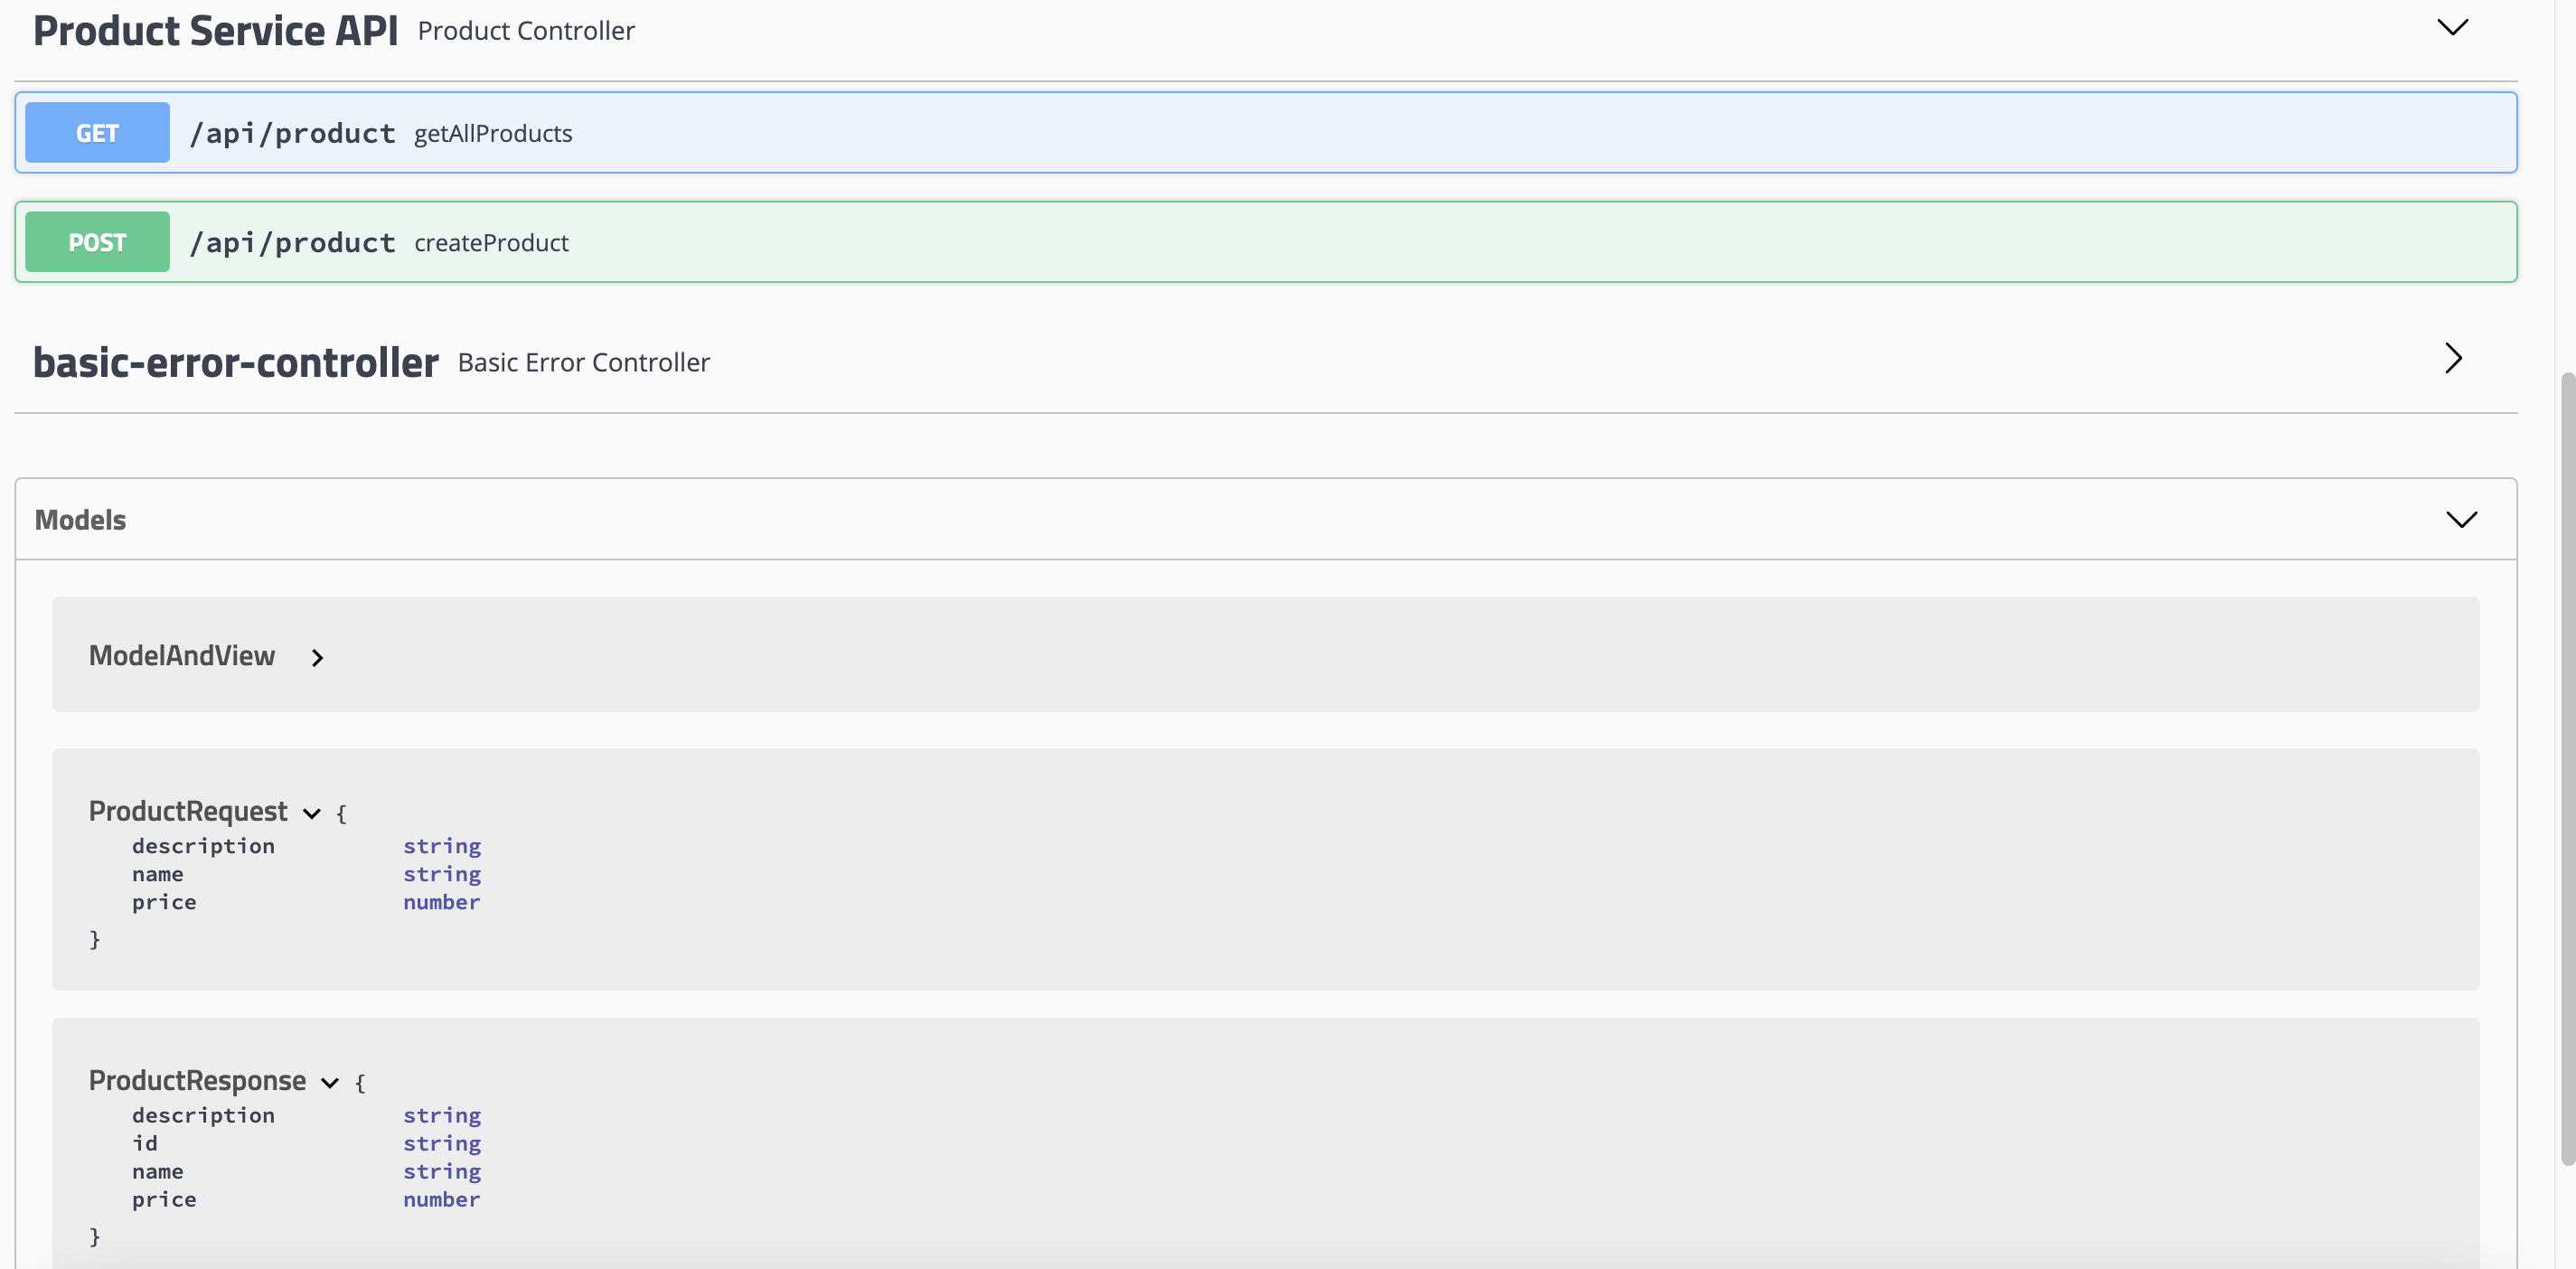 Product Service API Product Controller
GET /api/product getAllProducts
POST /api/product createProduct
basic-error-controller Basic Error Controller
Models
ModelAndView
ProductRequest {
description string
name string
price number
}
ProductResponse {
description string
id string
name string
price number
}